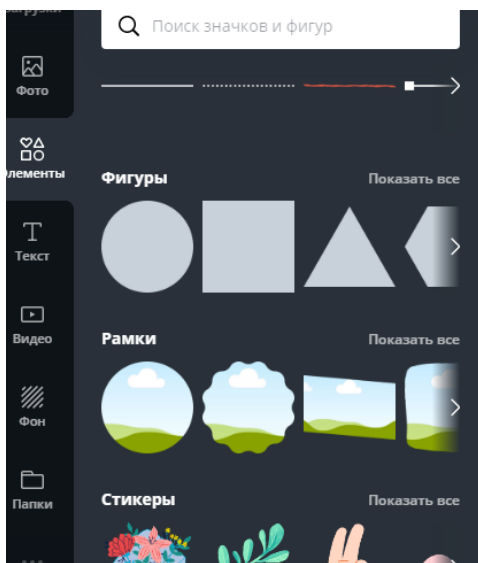 Поиск значков и фигур
Фото
Элементы
Фигуры
Показать все
Текст
Видео
Рамки
Показать все
Фон
Папки
Стикеры
Показать все